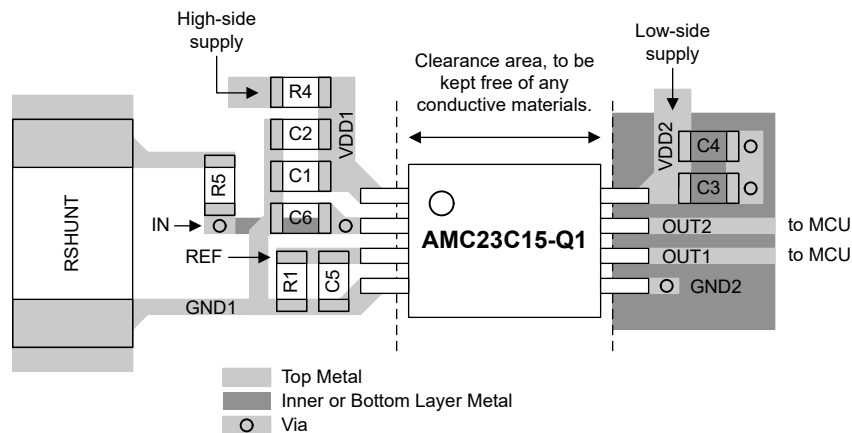 High-side
supply
Low-side
supply
Clearance area, to be
kept free of any
conductive materials.
R4
C2
VDD1
C1
C6
R5
IN
REF
RSHUNT
R1
C5
GND1
AMC23C15-Q1
VDD2
C4
C3
OUT2
to MCU
OUT1
to MCU
GND2
Top Metal
Inner or Bottom Layer Metal
Via